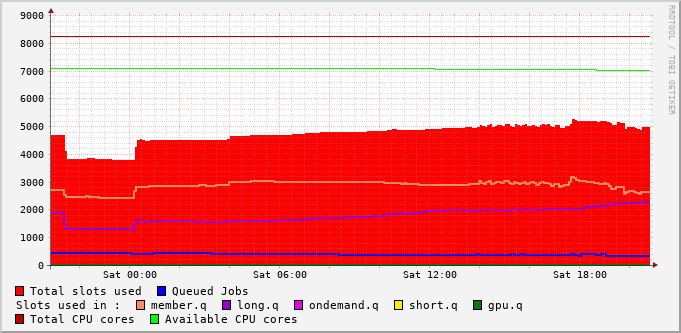 RRDTOOL / TOBI OETIKER
9000
8000
7000
6000
5000
4000
3000
2000
1000
0
Sat 00:00 Sat 06:00 Sat 12:00 Sat 18:00
Total slots used Queued Jobs
Slots used in : member.q long.q ondemand.q short.q gpu.q
Total CPU cores Available CPU cores